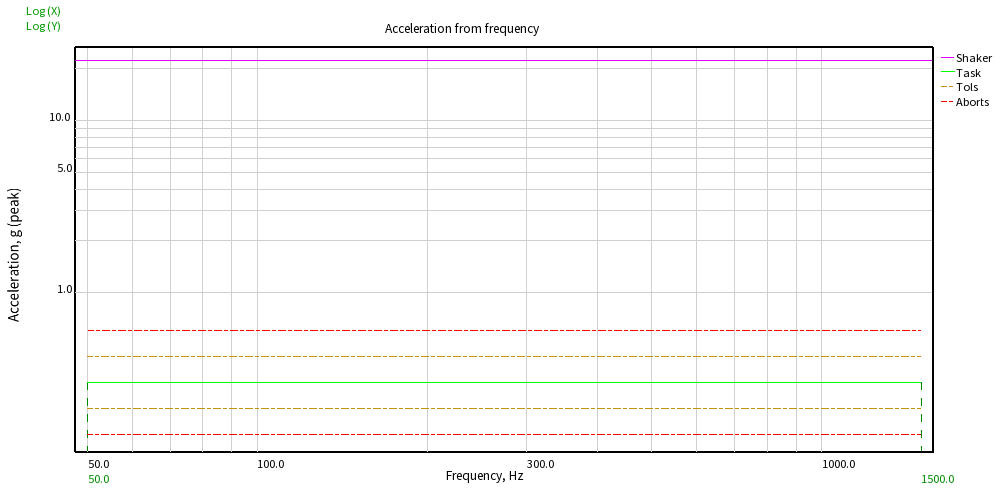 Log (X)
Log (Y)
Acceleration from frequency
Shaker
Task
Tols
Aborts
10.0
5.0
1.0
Acceleration, g (peak)
50.0 100.0 300.0 1000.0
Frequency, Hz
50.0 1500.0